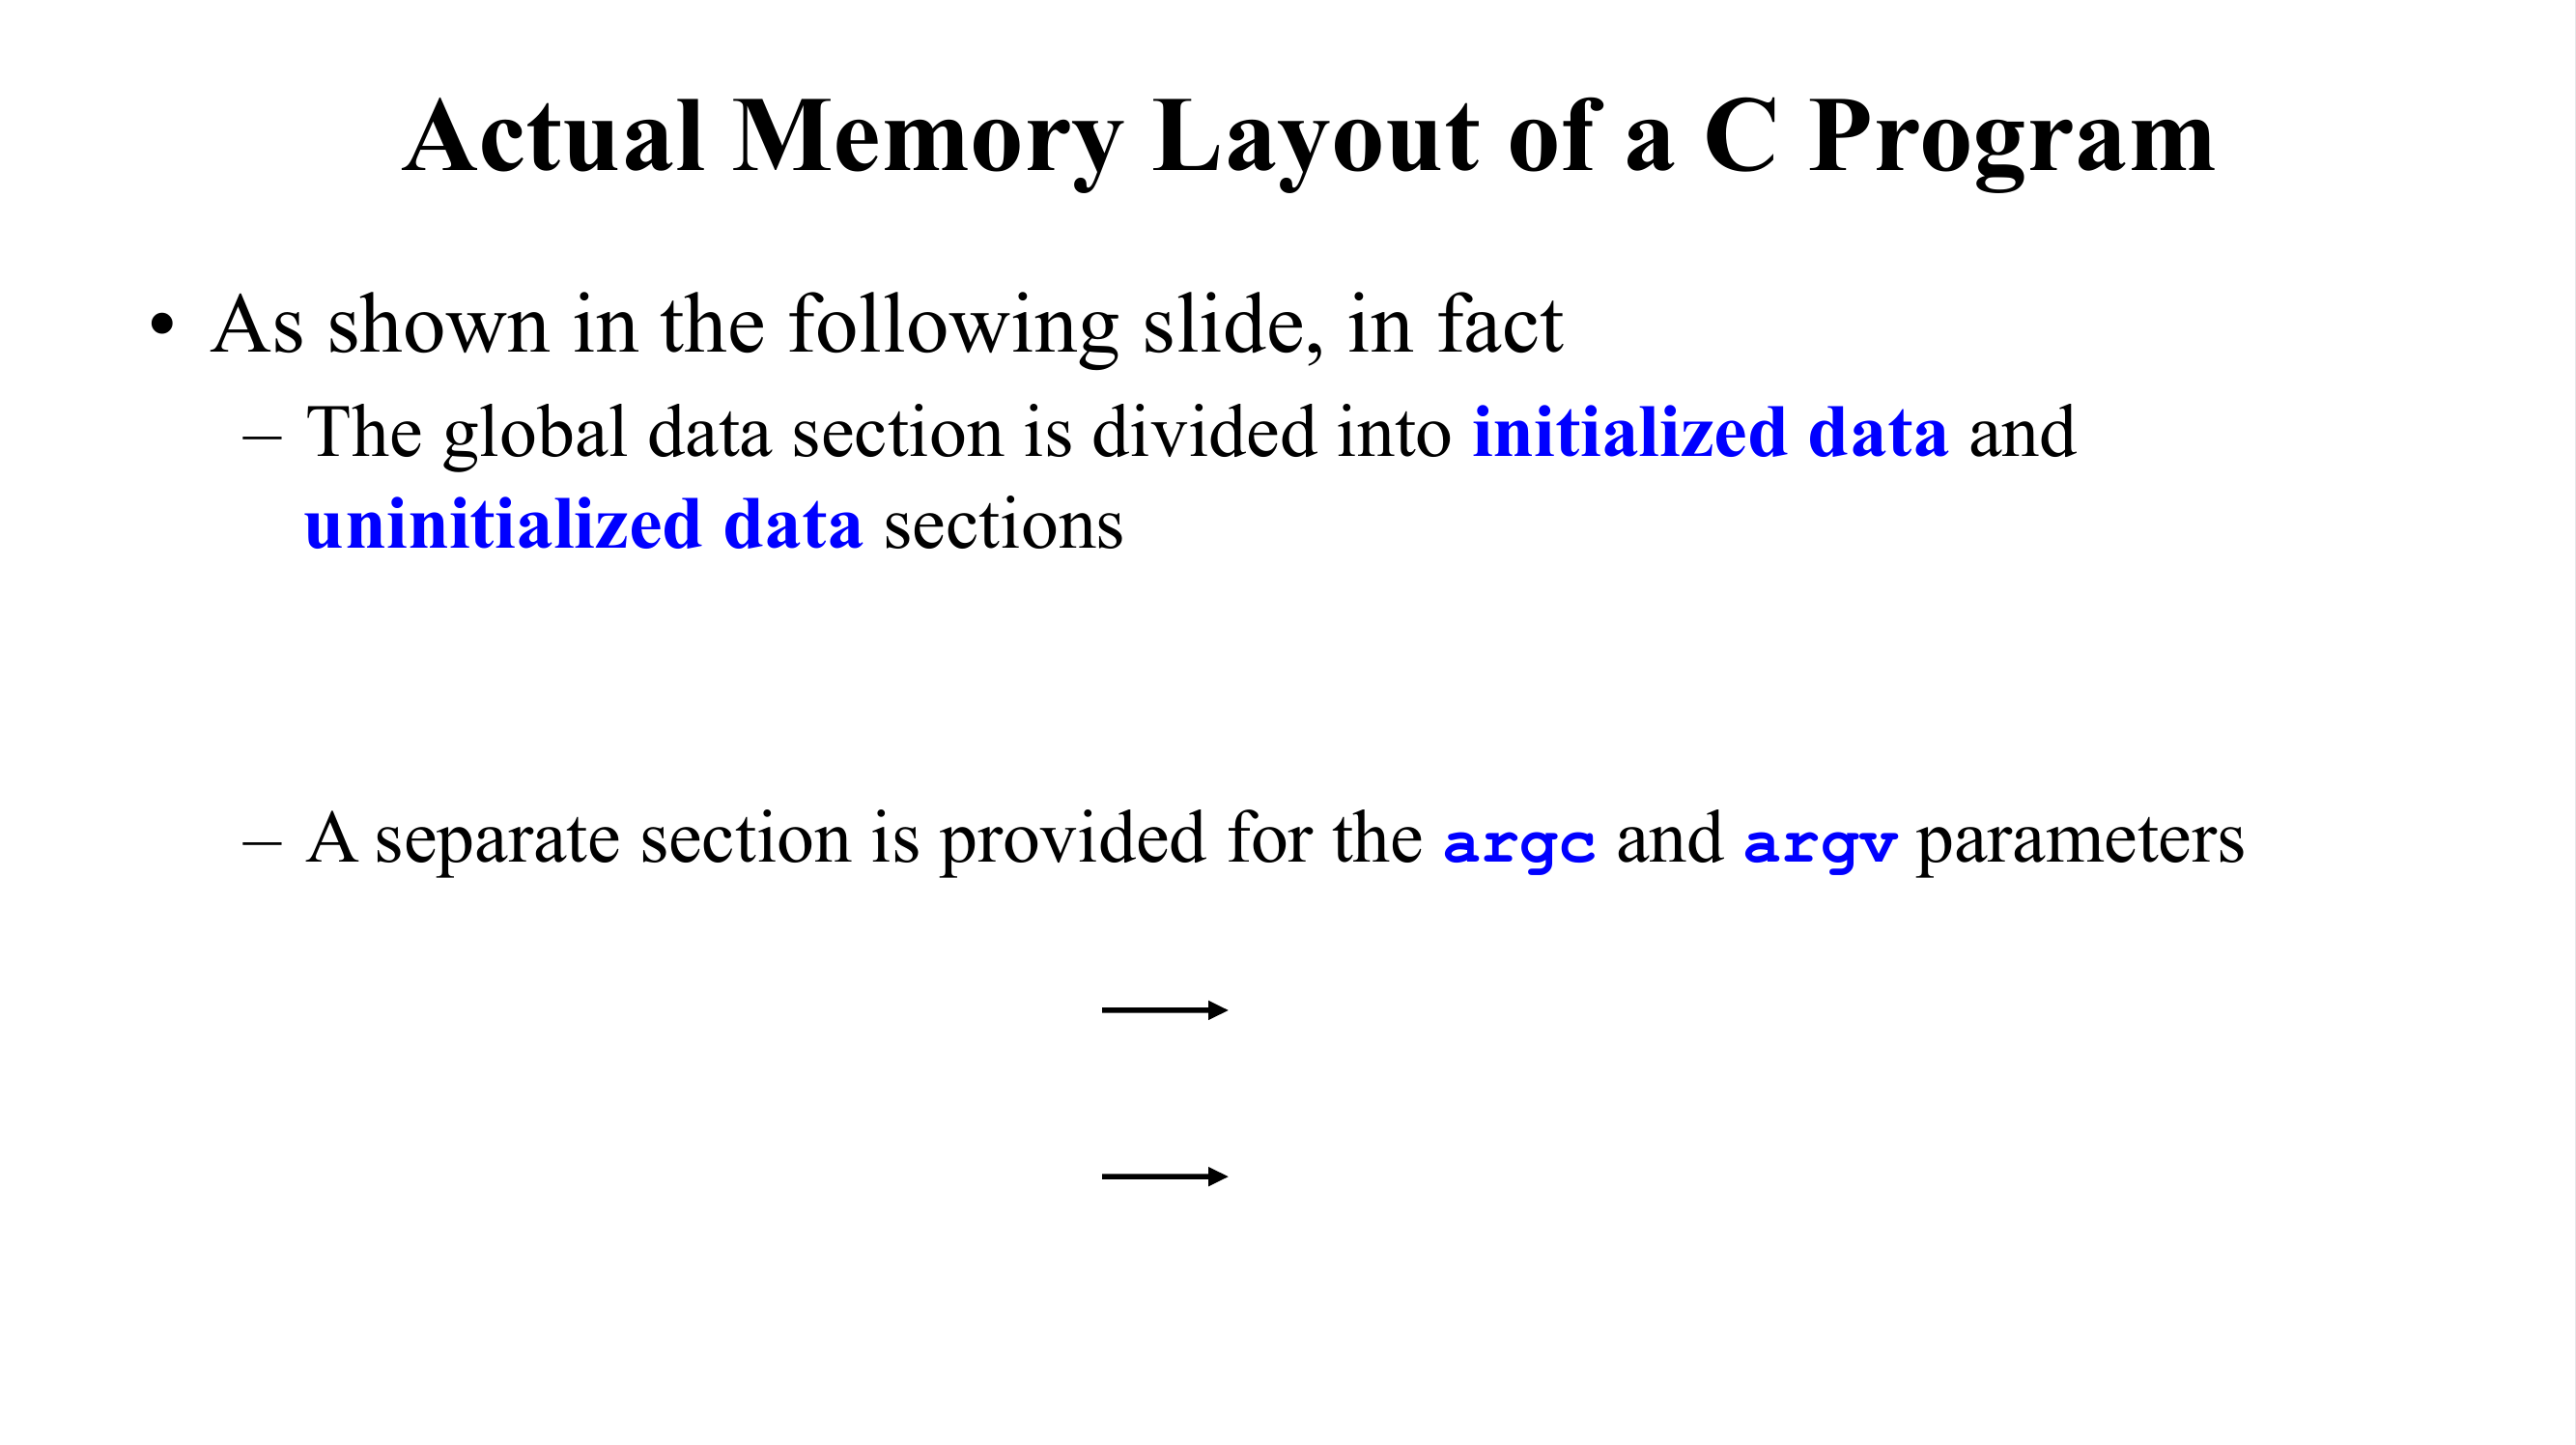 Actual Memory Layout of a C Program
• As shown in the following slide, in fact
– The global data section is divided into initialized data and
uninitialized data sections
– A separate section is provided for the argc and argv parameters